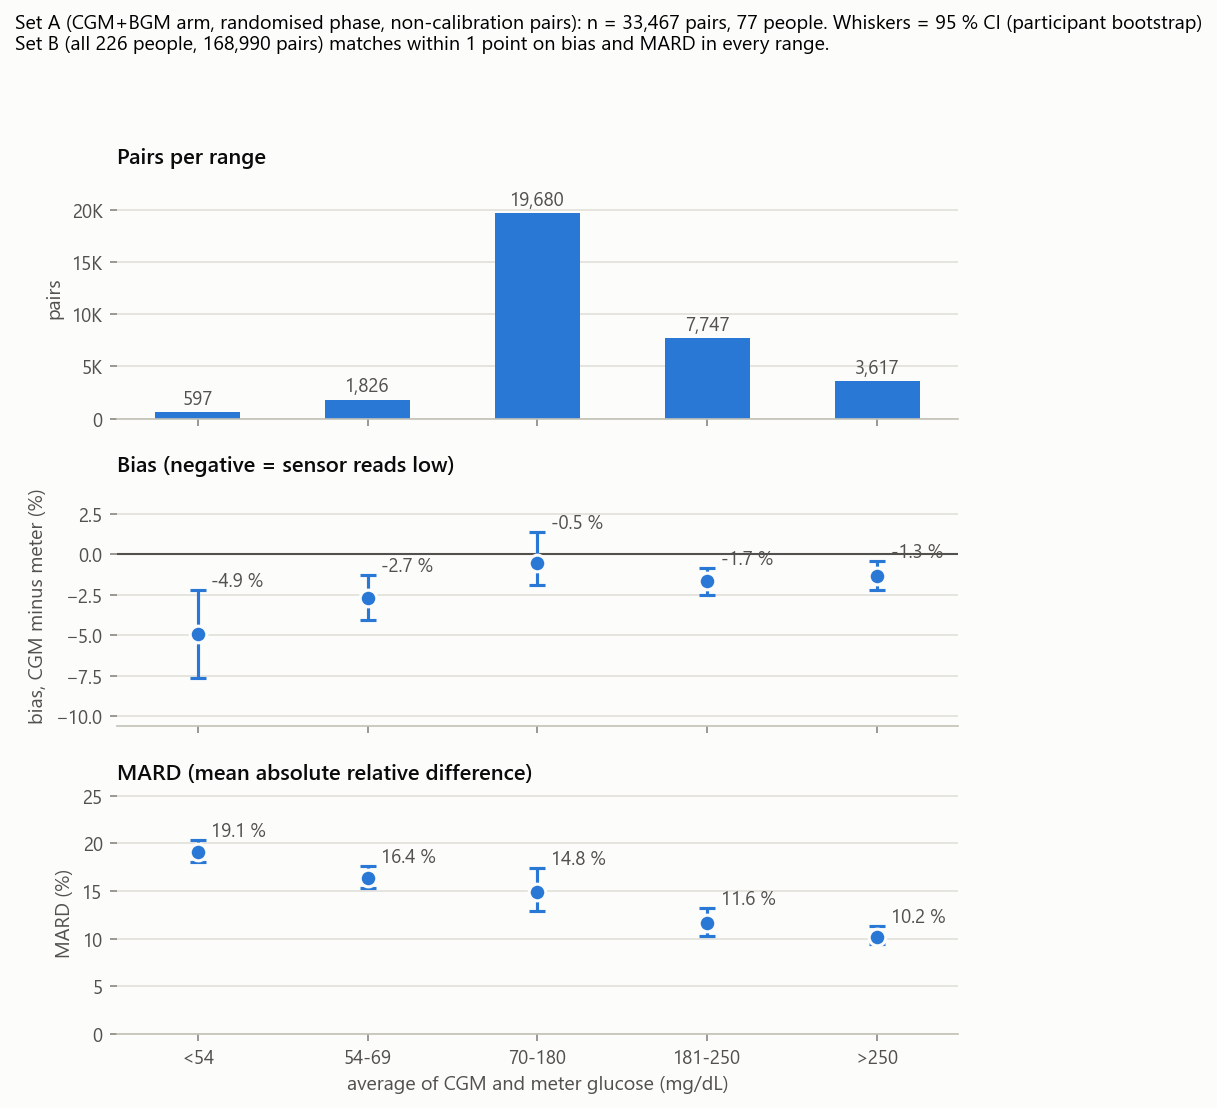 Set A (CGM+BGM arm, randomised phase, non-calibration pairs): n = 33,467 pairs, 77 people. Whiskers = 95 % CI (participant bootstrap)
Set B (all 226 people, 168,990 pairs) matches within 1 point on bias and MARD in every range.
Pairs per range
pairs
20K
15K
10K
5K
0
597
1,826
19,680
7,747
3,617
Bias (negative = sensor reads low)
bias, CGM minus meter (%)
2.5
0.0
−2.5
−5.0
−7.5
−10.0
-4.9 %
-2.7 %
-0.5 %
-1.7 %
-1.3 %
MARD (mean absolute relative difference)
MARD (%)
25
20
15
10
5
0
19.1 %
16.4 %
14.8 %
11.6 %
10.2 %
<54
54-69
70-180
181-250
>250
average of CGM and meter glucose (mg/dL)